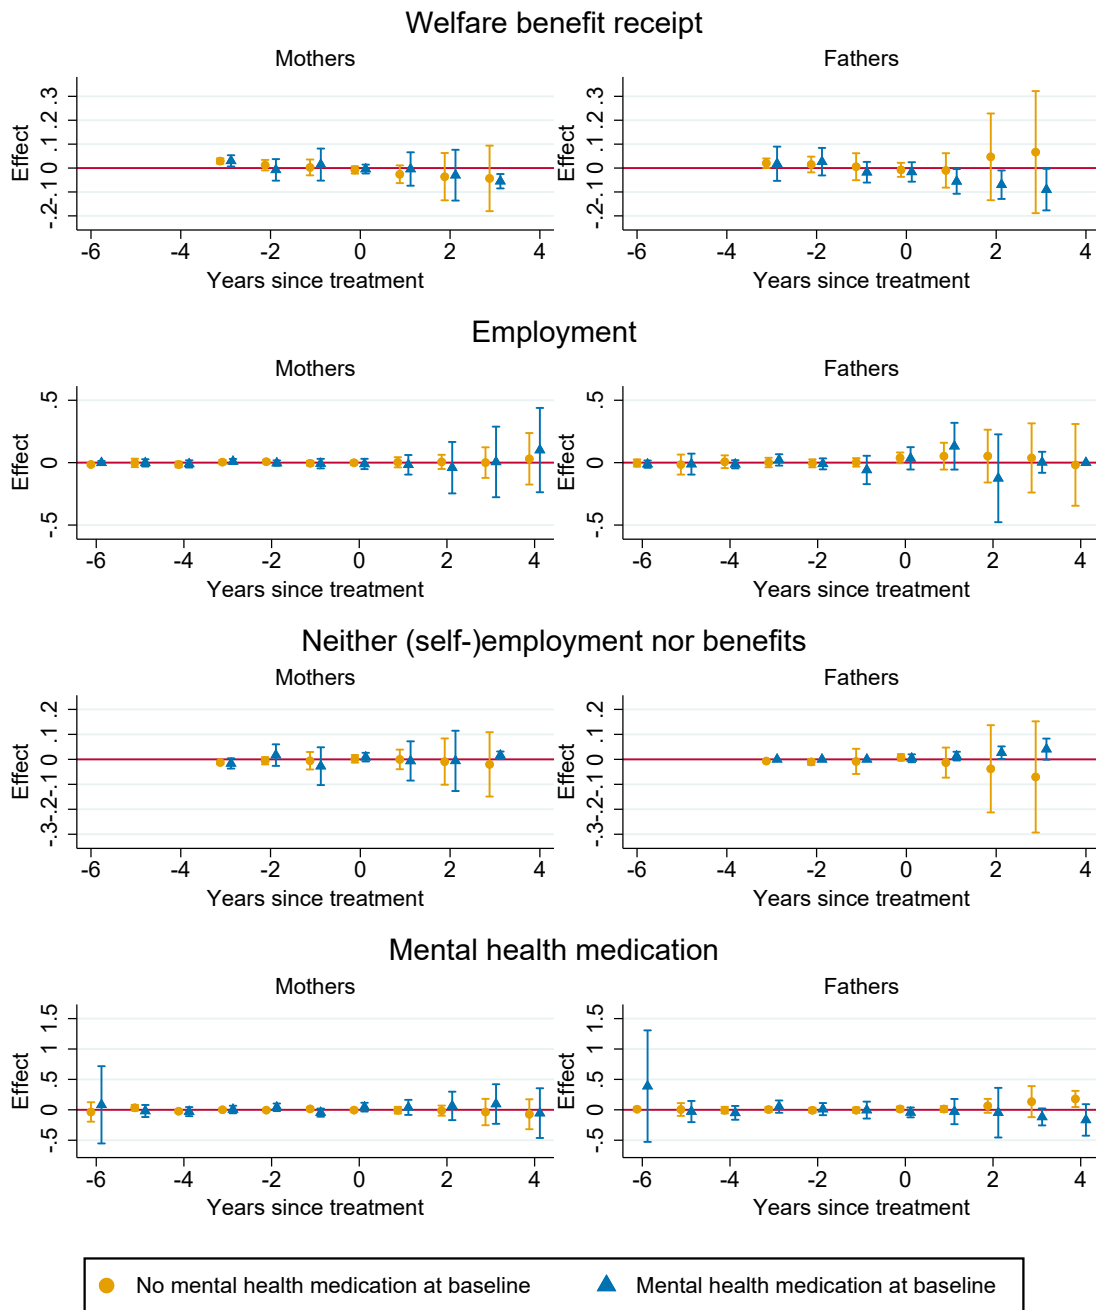 Welfare benefit receipt
Mothers
Fathers
Effect
-.2 -.1 0 .1 .2 .3
-6 -4 -2 0 2 4
Years since treatment
Effect
-.2 -.1 0 .1 .2 .3
-6 -4 -2 0 2 4
Years since treatment
Employment
Mothers
Fathers
Effect
-.5 0 .5
-6 -4 -2 0 2 4
Years since treatment
Effect
-.5 0 .5
-6 -4 -2 0 2 4
Years since treatment
Neither (self-)employment nor benefits
Mothers
Fathers
Effect
-.3 -.2 -.1 0 .1 .2
-6 -4 -2 0 2 4
Years since treatment
Effect
-.3 -.2 -.1 0 .1 .2
-6 -4 -2 0 2 4
Years since treatment
Mental health medication
Mothers
Fathers
Effect
-.5 0 .5 1 1.5
-6 -4 -2 0 2 4
Years since treatment
Effect
-.5 0 .5 1 1.5
-6 -4 -2 0 2 4
Years since treatment
No mental health medication at baseline
Mental health medication at baseline